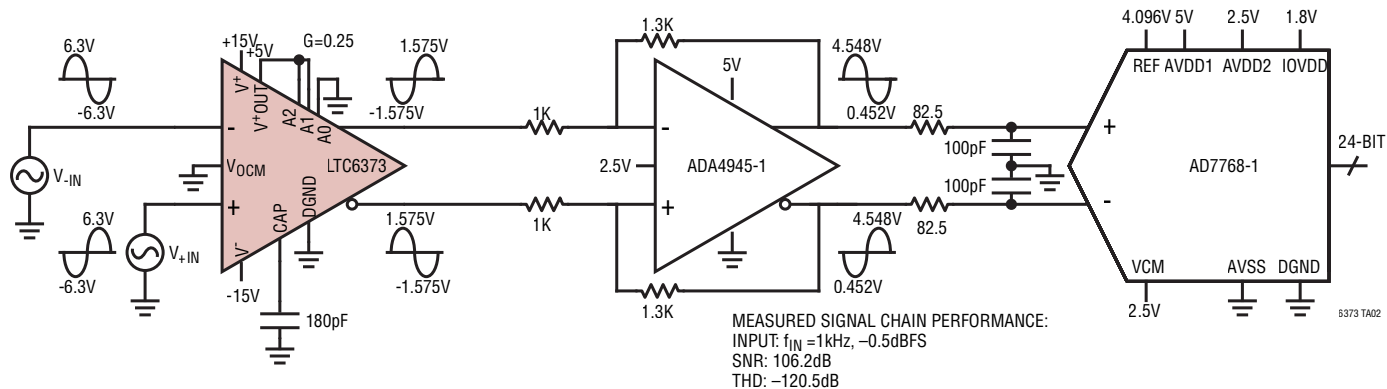 6.3V
-6.3V
V-IN
6.3V
-6.3V
V+IN
+15V
+5V
G=0.25
V+
V+OUT
A2
A1
A0
-
VOCM
LTC6373
+
CAP
DGND
V-
-15V
180pF
1.575V
-1.575V
1.575V
-1.575V
1K
1K
1.3K
5V
-
2.5V
ADA4945-1
+
1.3K
4.548V
0.452V
4.548V
0.452V
82.5
82.5
100pF
100pF
4.096V 5V 2.5V 1.8V
REF AVDD1 AVDD2 IOVDD
+
AD7768-1
-
24-BIT
VCM AVSS DGND
2.5V
6373 TA02
MEASURED SIGNAL CHAIN PERFORMANCE:
INPUT: fIN =1kHz, –0.5dBFS
SNR: 106.2dB
THD: –120.5dB